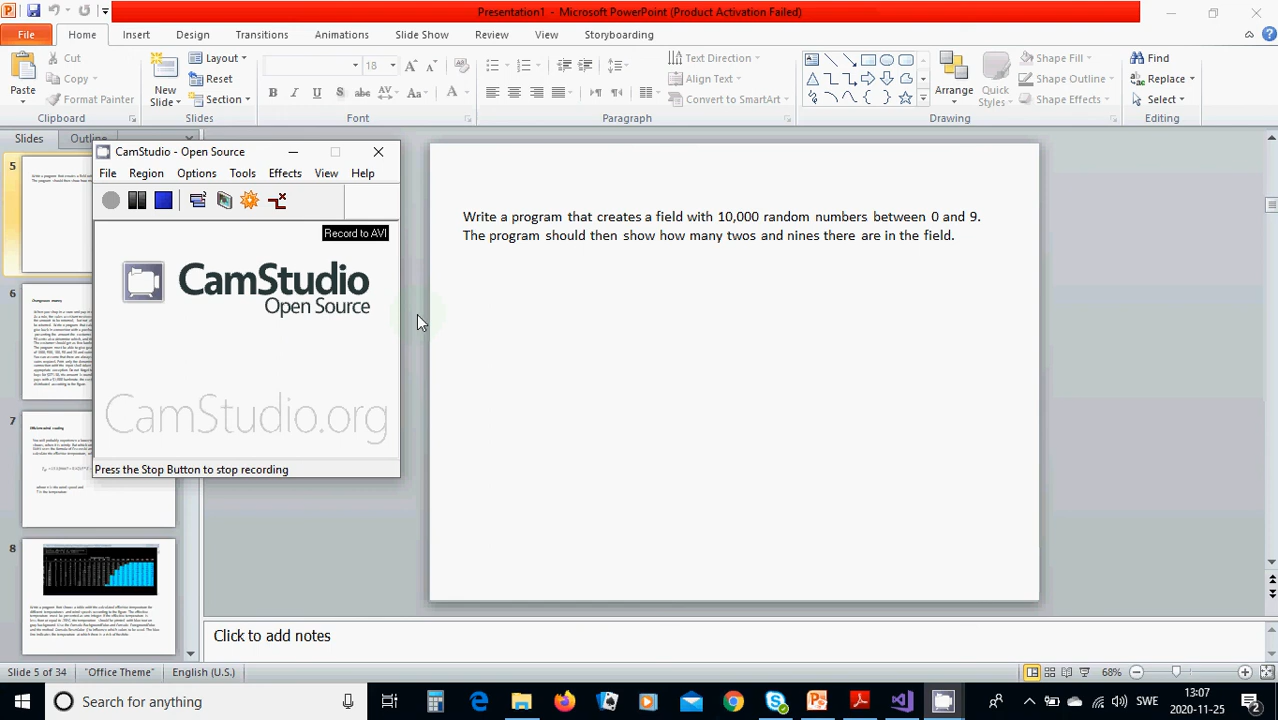 Presentation1 - Microsoft PowerPoint (Product Activation Failed)
File Home Insert Design Transitions Animations Slide Show Review View Storyboarding
Cut
Copy
Format Painter
Paste
Clipboard
New Slide
Layout
Reset
Section
Slides
18
Font
Paragraph
Text Direction
Align Text
Convert to SmartArt
Arrange
Quick Styles
Shape Fill
Shape Outline
Shape Effects
Drawing
Find
Replace
Select
Editing
Slides Outline
5
6
7
8
CamStudio - Open Source
File Region Options Tools Effects View Help
Record to AVI
CamStudio
Open Source
CamStudio.org
Press the Stop Button to stop recording
Write a program that creates a field with 10,000 random numbers between 0 and 9.
The program should then show how many twos and nines there are in the field.
Click to add notes
Slide 5 of 34 "Office Theme" English (U.S.) 68%
Search for anything
SWE
13:07
2020-11-25
2